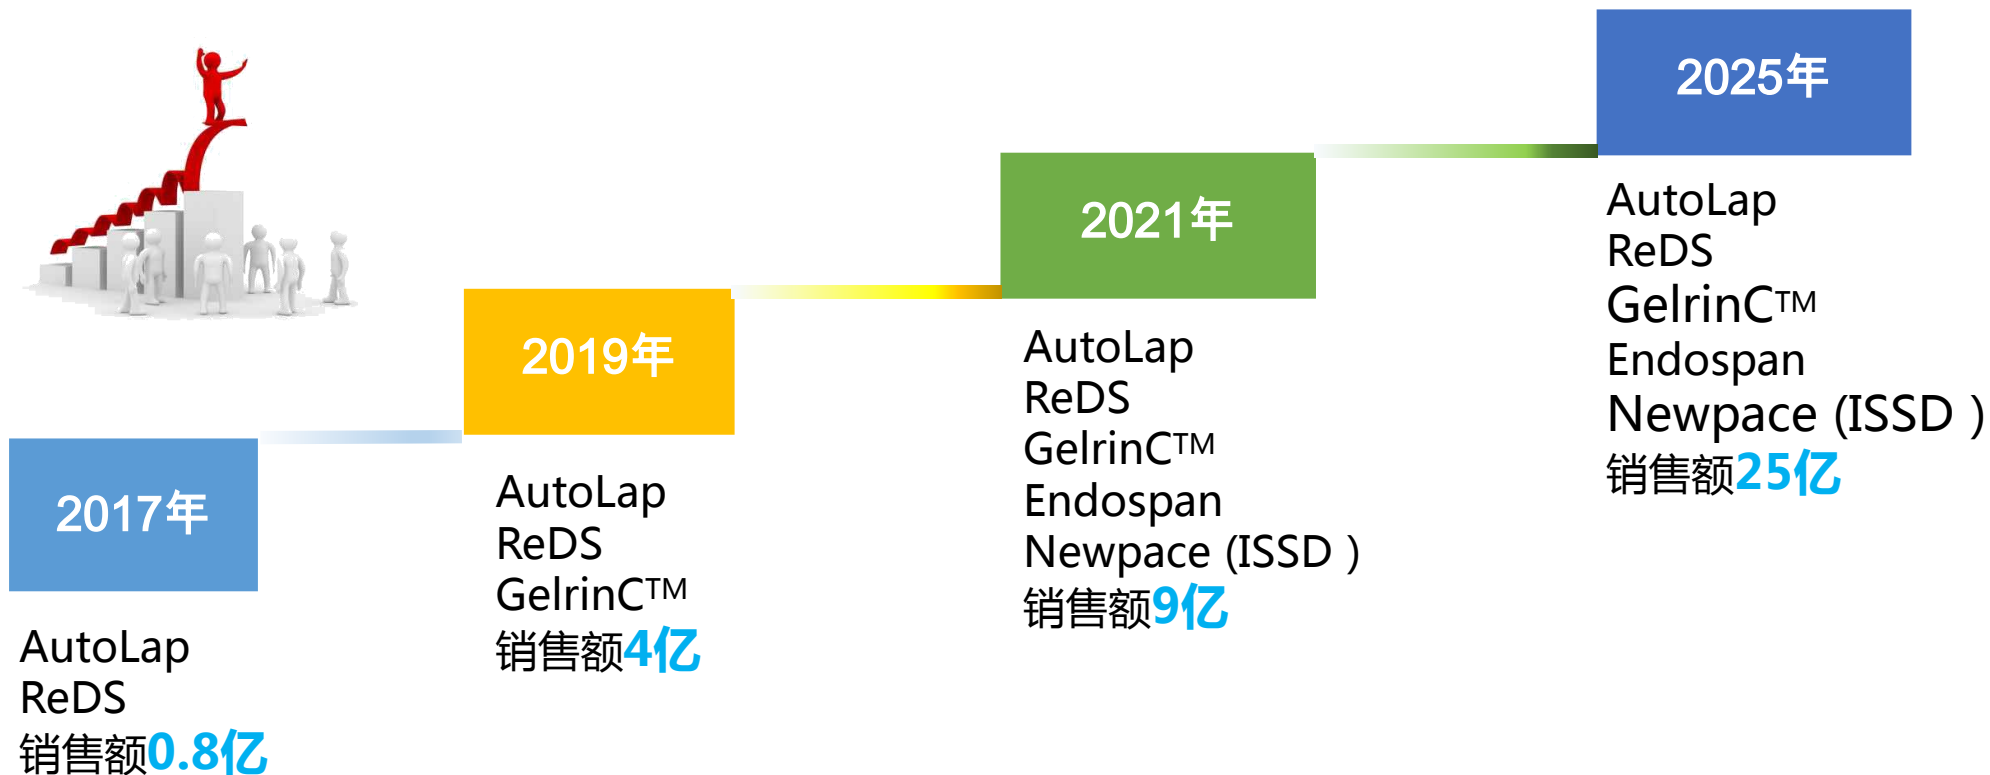 2017年
AutoLap
ReDS
销售额0.8亿
2019年
AutoLap
ReDS
GelrinC™
销售额4亿
2021年
AutoLap
ReDS
GelrinC™
Endospan
Newpace (ISSD )
销售额9亿
2025年
AutoLap
ReDS
GelrinC™
Endospan
Newpace (ISSD )
销售额25亿